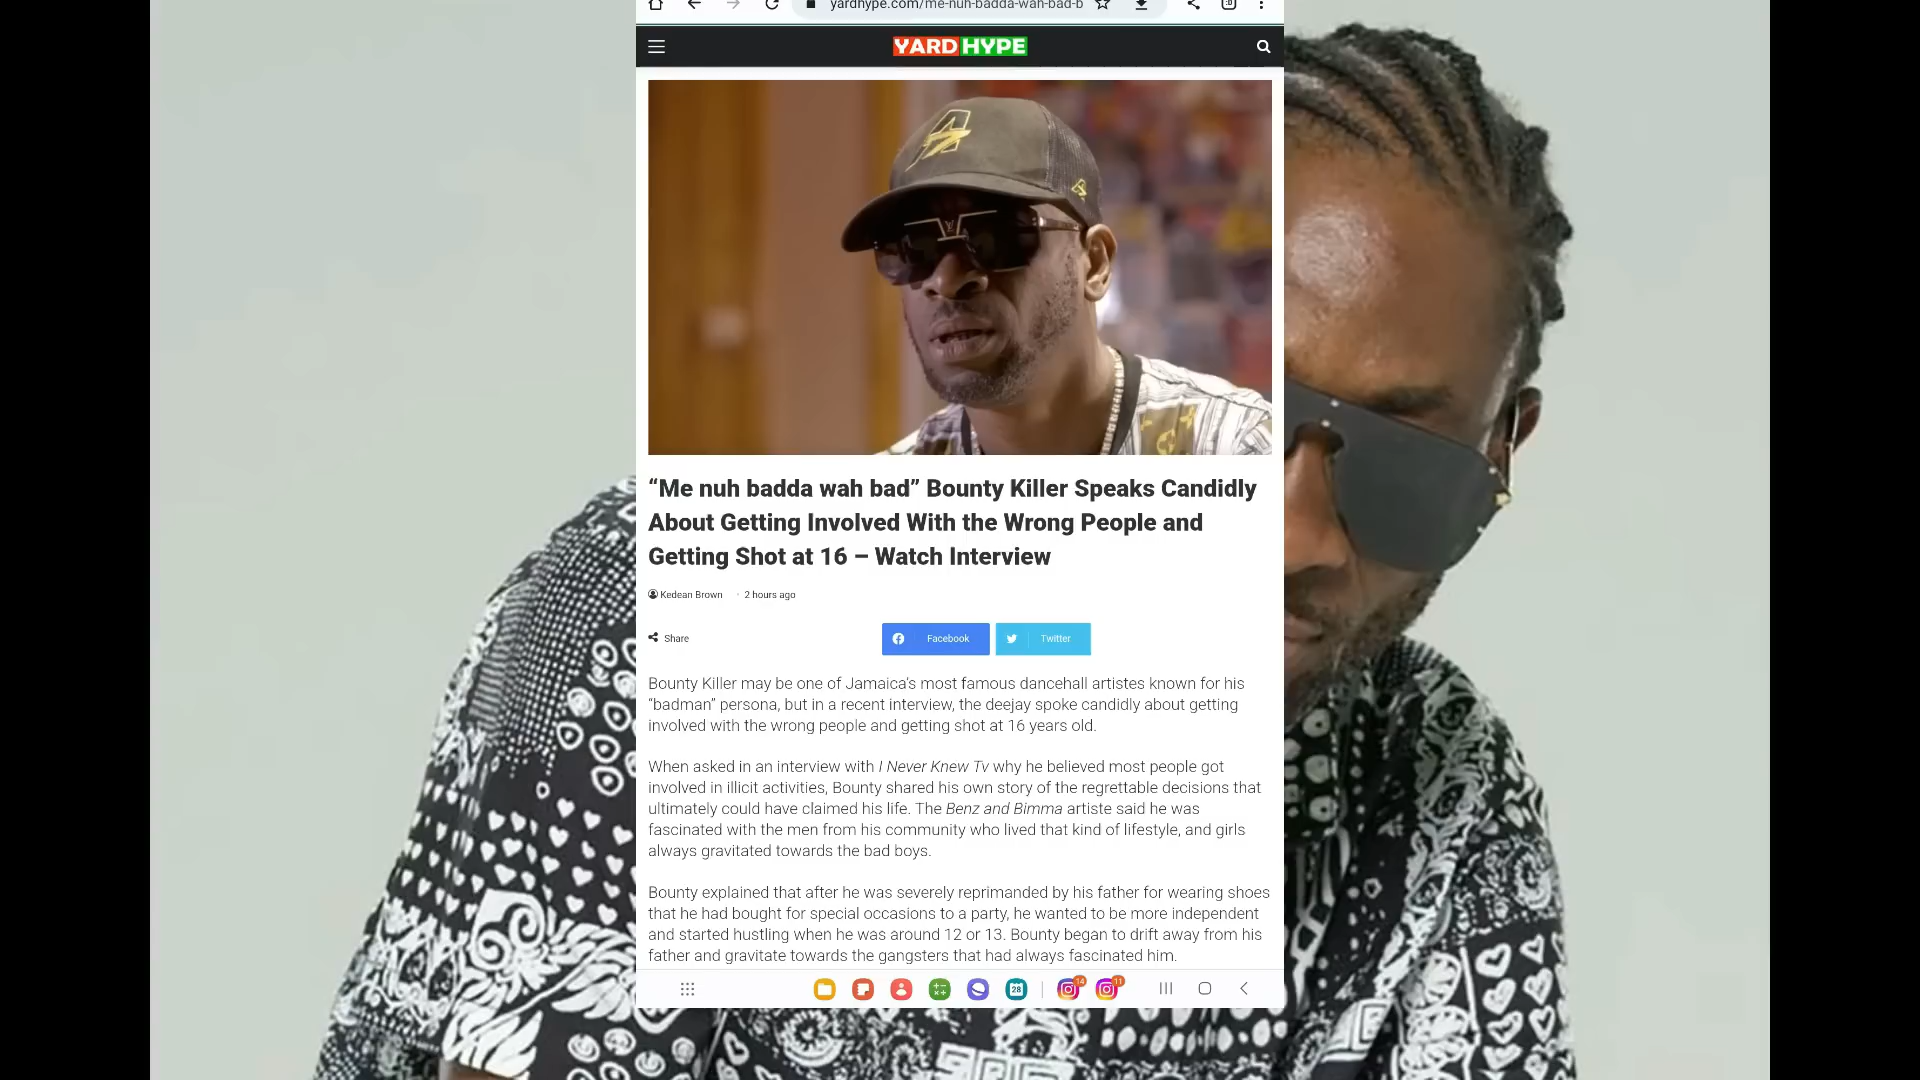 yardhype.com/me-nuh-badda-wah-bad-b
YARD HYPE
“Me nuh badda wah bad” Bounty Killer Speaks Candidly
About Getting Involved With the Wrong People and
Getting Shot at 16 – Watch Interview
Kedean Brown · 2 hours ago
Share
Facebook
Twitter
Bounty Killer may be one of Jamaica's most famous dancehall artistes known for his
“badman” persona, but in a recent interview, the deejay spoke candidly about getting
involved with the wrong people and getting shot at 16 years old.
When asked in an interview with I Never Knew Tv why he believed most people got
involved in illicit activities, Bounty shared his own story of the regrettable decisions that
ultimately could have claimed his life. The Benz and Bimma artiste said he was
fascinated with the men from his community who lived that kind of lifestyle, and girls
always gravitated towards the bad boys.
Bounty explained that after he was severely reprimanded by his father for wearing shoes
that he had bought for special occasions to a party, he wanted to be more independent
and started hustling when he was around 12 or 13. Bounty began to drift away from his
father and gravitate towards the gangsters that had always fascinated him.
28
14
11